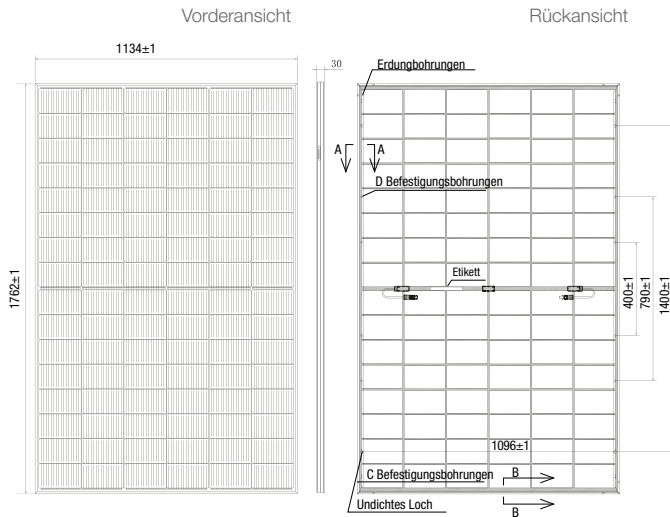 Vorderansicht
Rückansicht
1134±1
30
Erdungbohrungen
A
A
D Befestigungsbohrungen
1762±1
Etikett
400±1
790±1
1400±1
1096±1
C Befestigungsbohrungen
B
Undichtes Loch
B